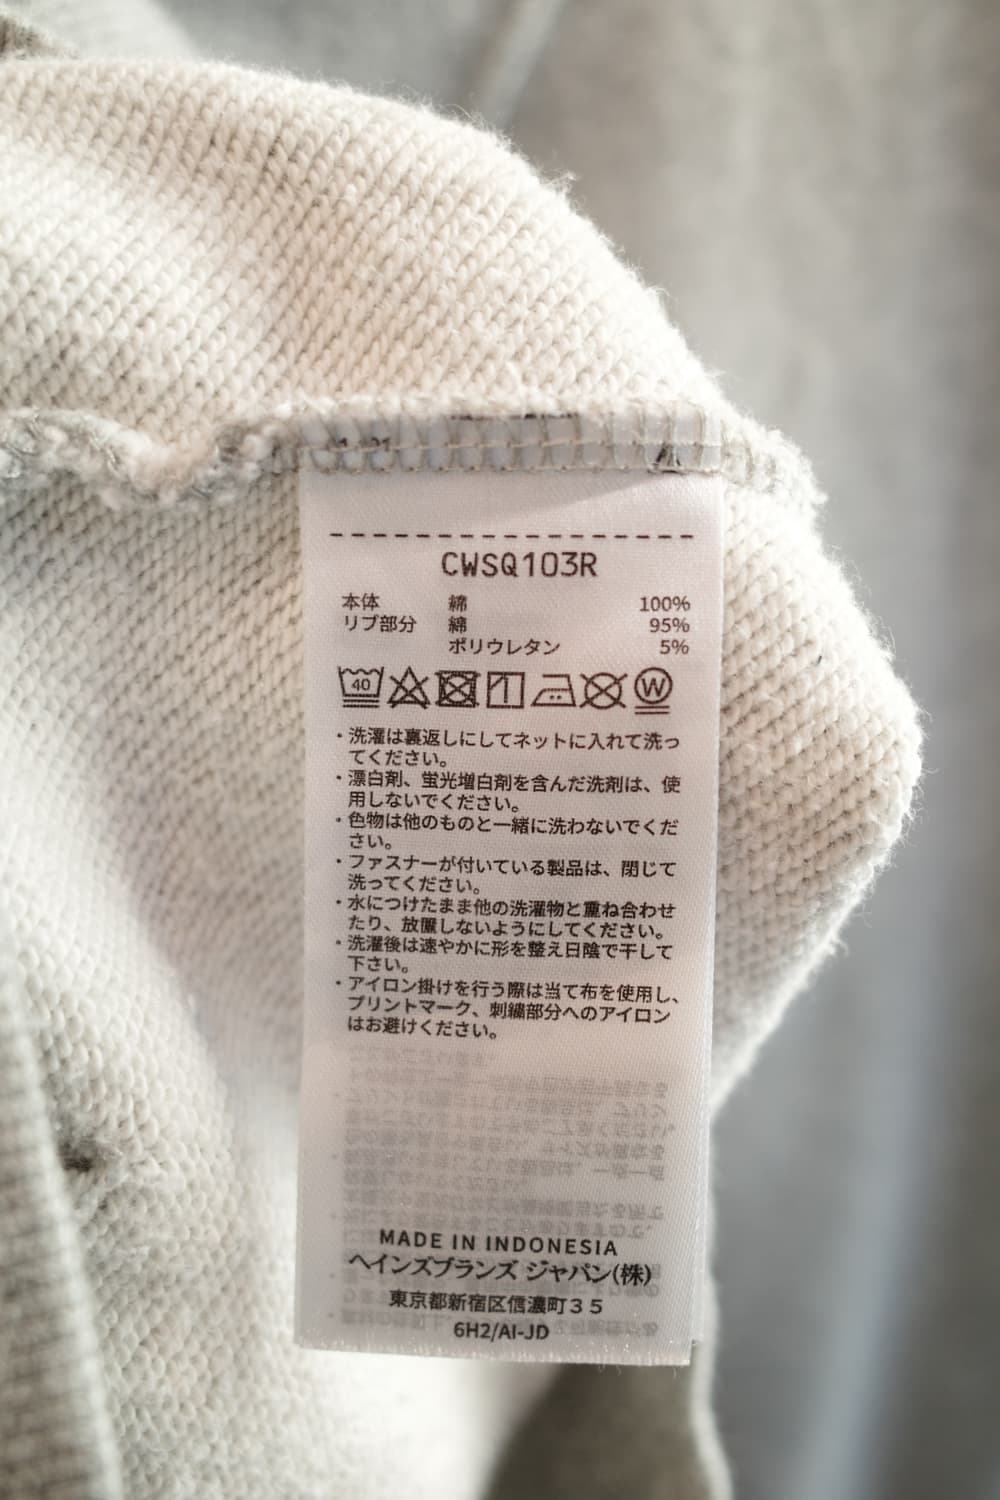 CWSQ103R
本体 綿 100%
リブ部分 綿 95%
ポリウレタン 5%
40 W
・洗濯は裏返しにしてネットに入れて洗っ
てください。
・漂白剤、蛍光増白剤を含んだ洗剤は、使
用しないでください。
・色物は他のものと一緒に洗わないでくだ
さい。
・ファスナーが付いている製品は、閉じて
洗ってください。
・水につけたまま他の洗濯物と重ね合わせ
たり、放置しないようにしてください。
・洗濯後は速やかに形を整え日陰で干して
下さい。
・アイロン掛けを行う際は当て布を使用し、
プリントマーク、刺繍部分へのアイロン
はお避けください。
MADE IN INDONESIA
ヘインズブランズ ジャパン(株)
東京都新宿区信濃町35
6H2/AI-JD